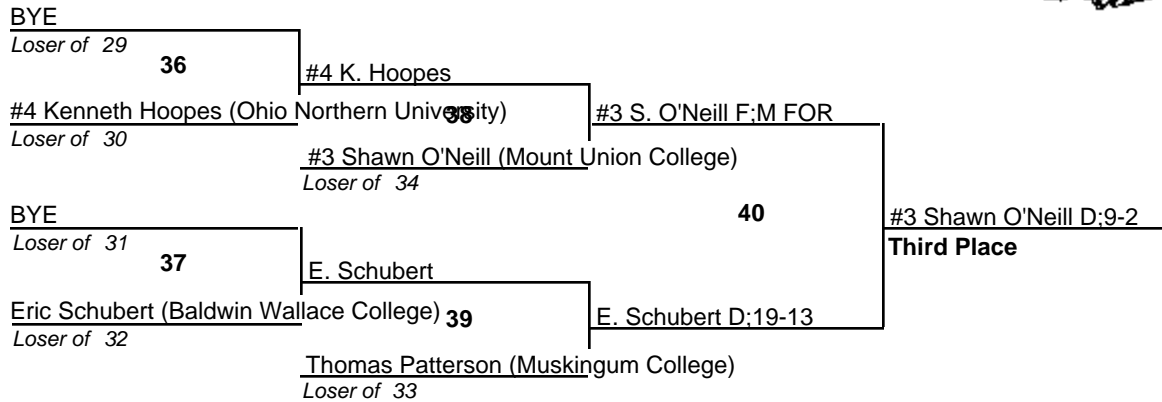 BYE
Loser of 29
36
#4 K. Hoopes
#4 Kenneth Hoopes (Ohio Northern University)
38
#3 S. O'Neill F;M FOR
Loser of 30
#3 Shawn O'Neill (Mount Union College)
Loser of 34
BYE
40
#3 Shawn O'Neill D;9-2
Loser of 31
Third Place
37
E. Schubert
Eric Schubert (Baldwin Wallace College)
39
E. Schubert D;19-13
Loser of 32
Thomas Patterson (Muskingum College)
Loser of 33